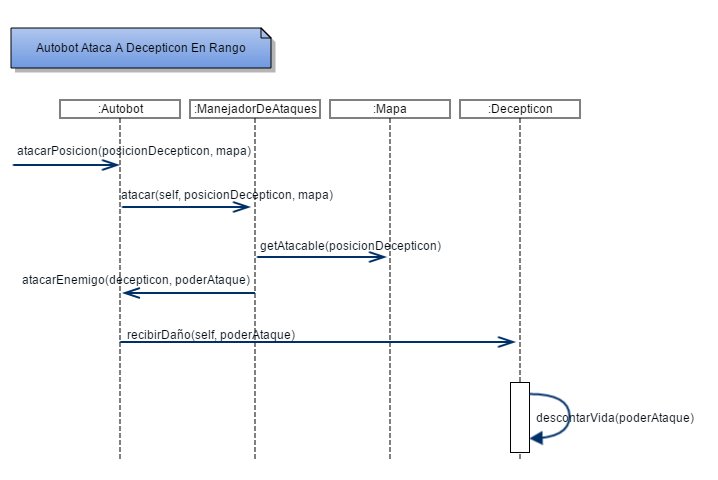 Autobot Ataca A Decepticon En Rango
:Autobot
:ManejadorDeAtaques
:Mapa
:Decepticon
atacarPosicion(posicionDecepticon, mapa)
atacar(self, posicionDecepticon, mapa)
getAtacable(posicionDecepticon)
atacarEnemigo(decepticon, poderAtaque)
recibirDaño(self, poderAtaque)
descontarVida(poderAtaque)